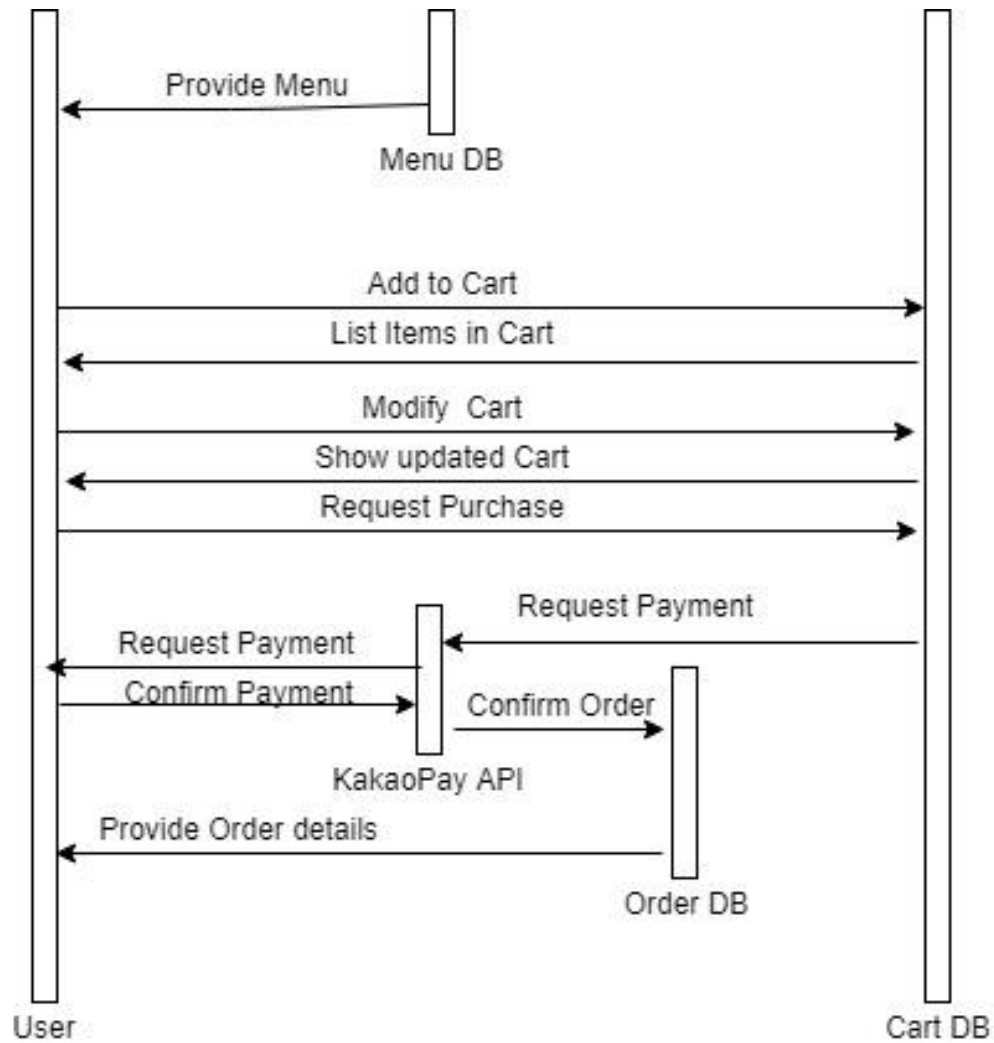 Provide Menu
Menu DB
Add to Cart
List Items in Cart
Modify Cart
Show updated Cart
Request Purchase
Request Payment
Request Payment
Confirm Payment
Confirm Order
KakaoPay API
Provide Order details
Order DB
User
Cart DB